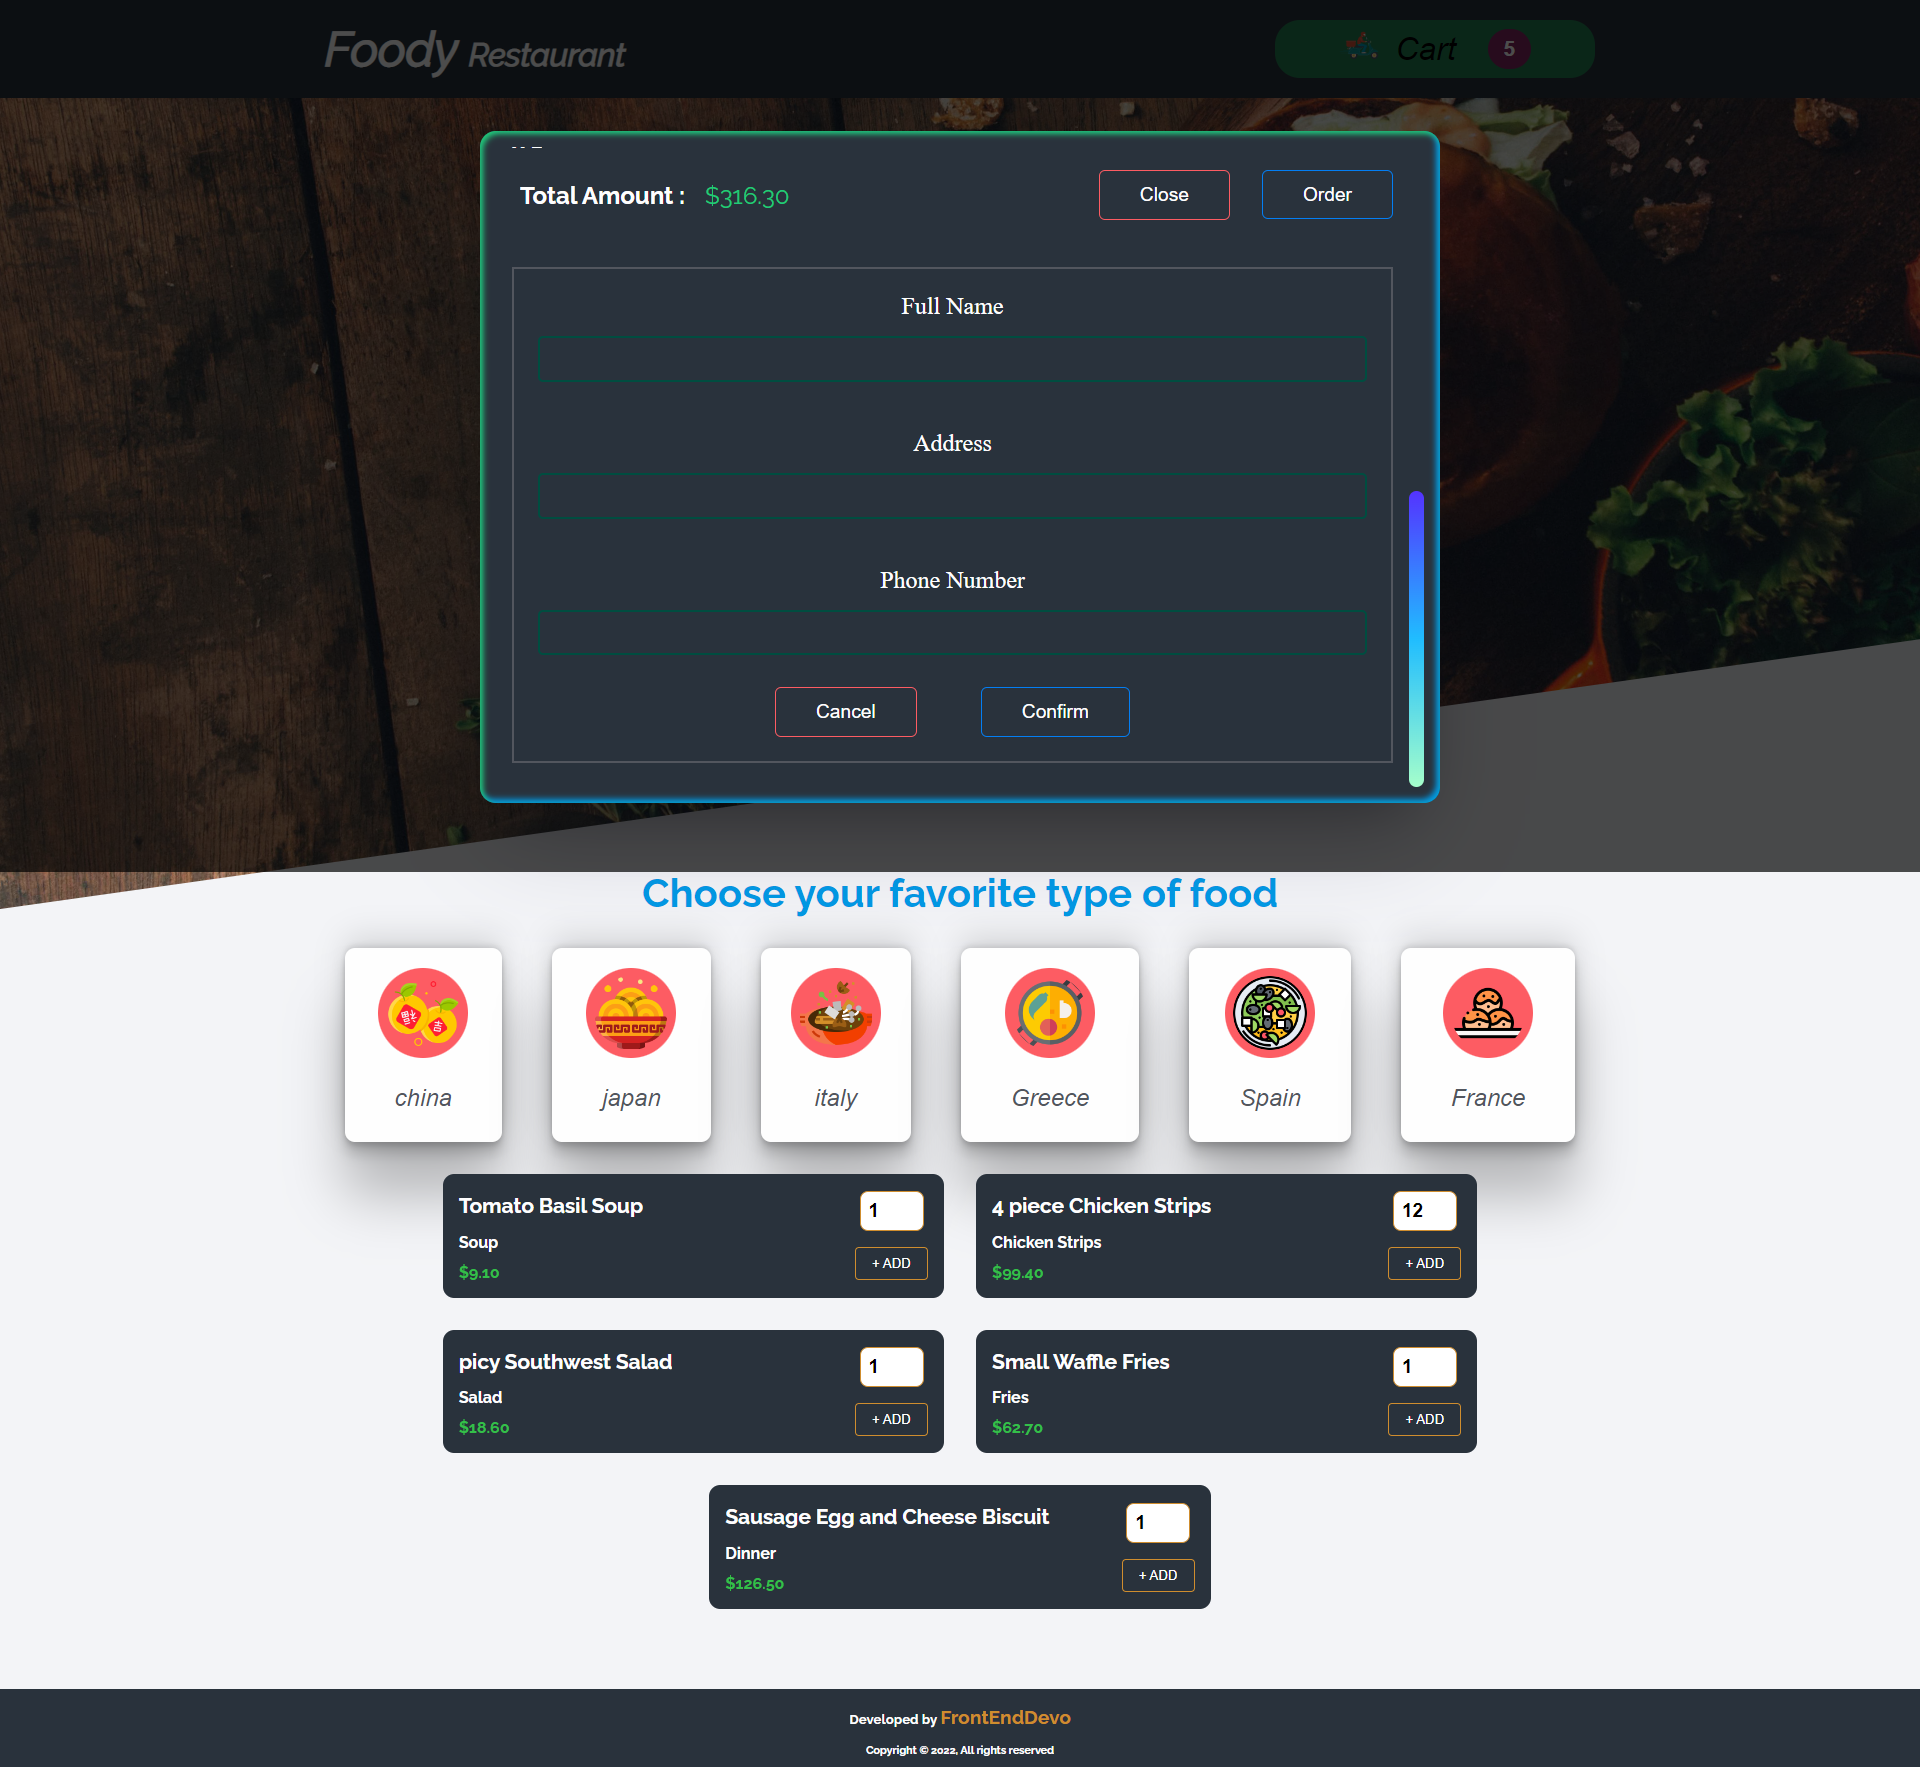 Foody Restaurant
Cart 5
Total Amount : $316.30
Close
Order
Full Name
Address
Phone Number
Cancel
Confirm
Choose your favorite type of food
china
japan
italy
Greece
Spain
France
Tomato Basil Soup
1
Soup
$9.10
+ ADD
4 piece Chicken Strips
12
Chicken Strips
$99.40
+ ADD
picy Southwest Salad
1
Salad
$18.60
+ ADD
Small Waffle Fries
1
Fries
$62.70
+ ADD
Sausage Egg and Cheese Biscuit
1
Dinner
$126.50
+ ADD
Developed by FrontEndDevo
Copyright © 2022, All rights reserved